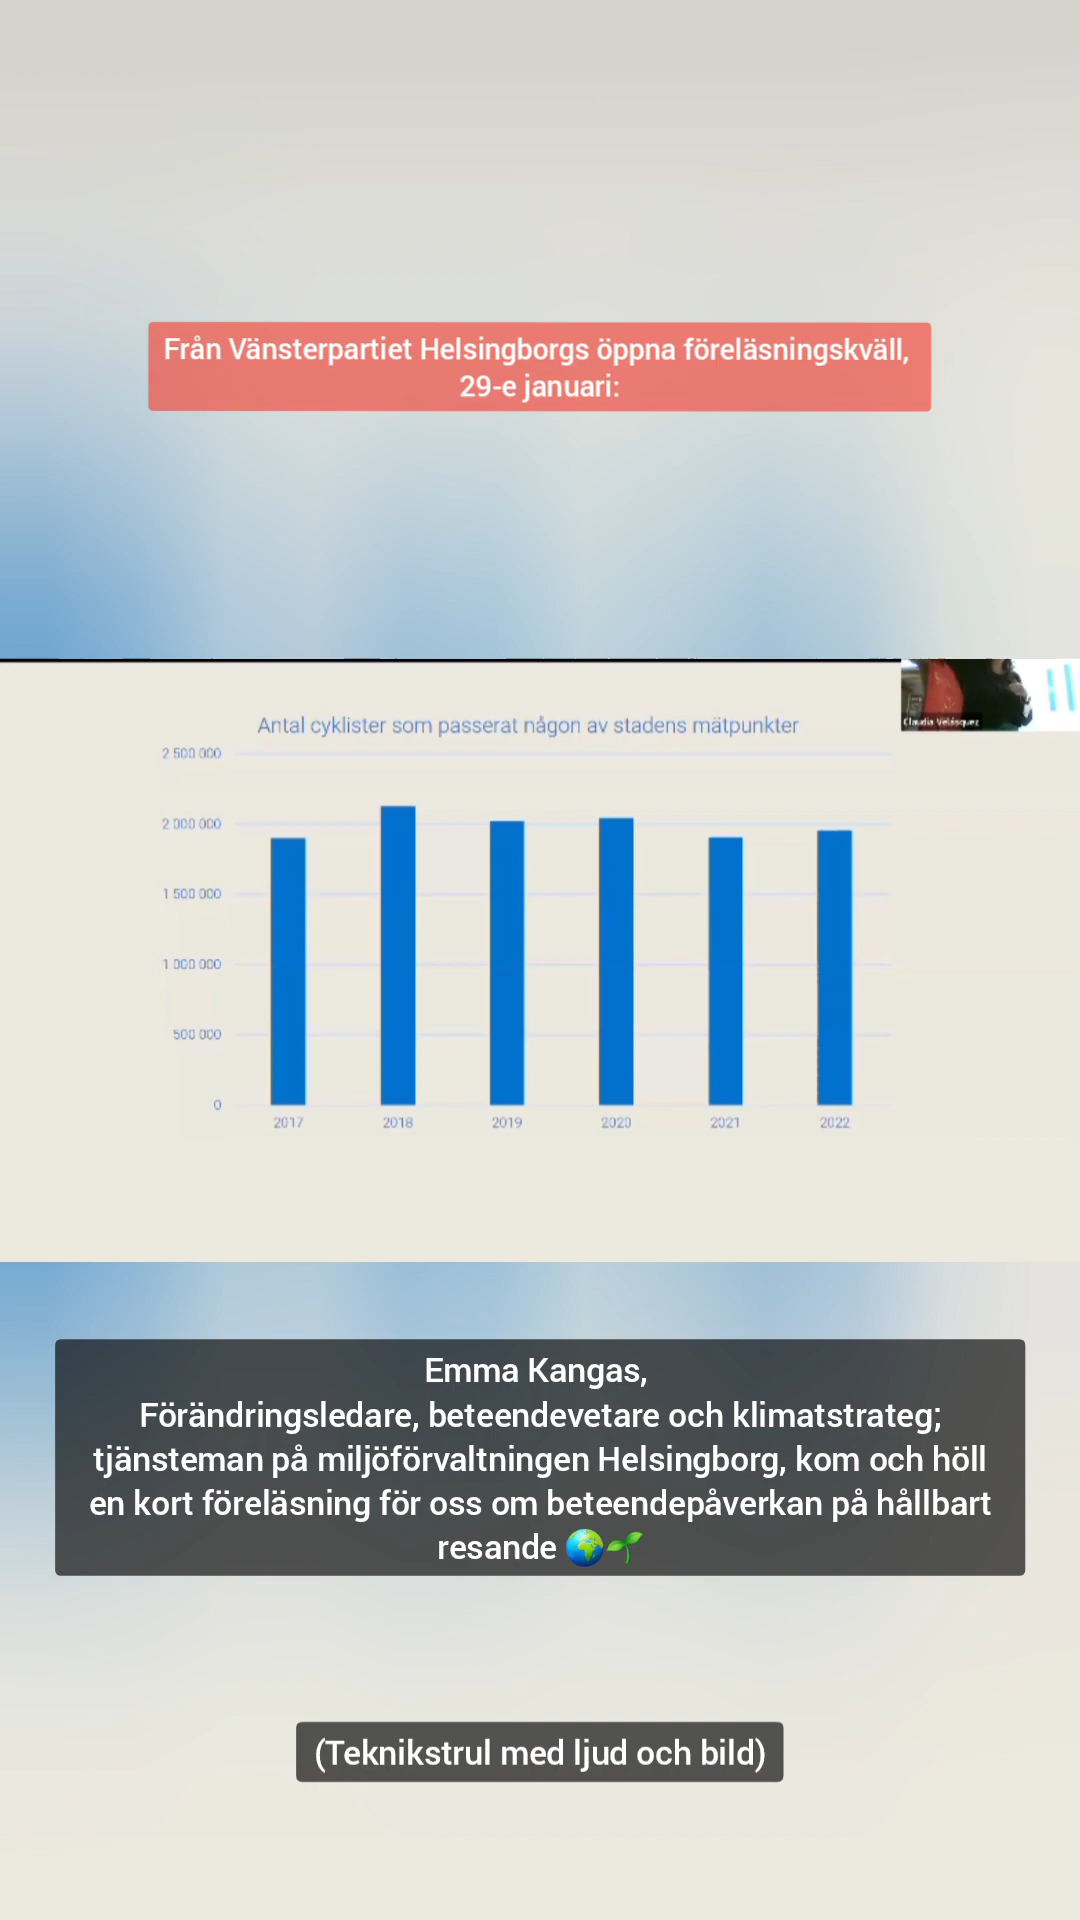 Från Vänsterpartiet Helsingborgs öppna föreläsningskväll,
29-e januari:
Claudia Velásquez
Antal cyklister som passerat någon av stadens mätpunkter
2 500 000
2 000 000
1 500 000
1 000 000
500 000
0
2017 2018 2019 2020 2021 2022
Emma Kangas,
Förändringsledare, beteendevetare och klimatstrateg;
tjänsteman på miljöförvaltningen Helsingborg, kom och höll
en kort föreläsning för oss om beteendepåverkan på hållbart
resande 🌍🌱
(Teknikstrul med ljud och bild)